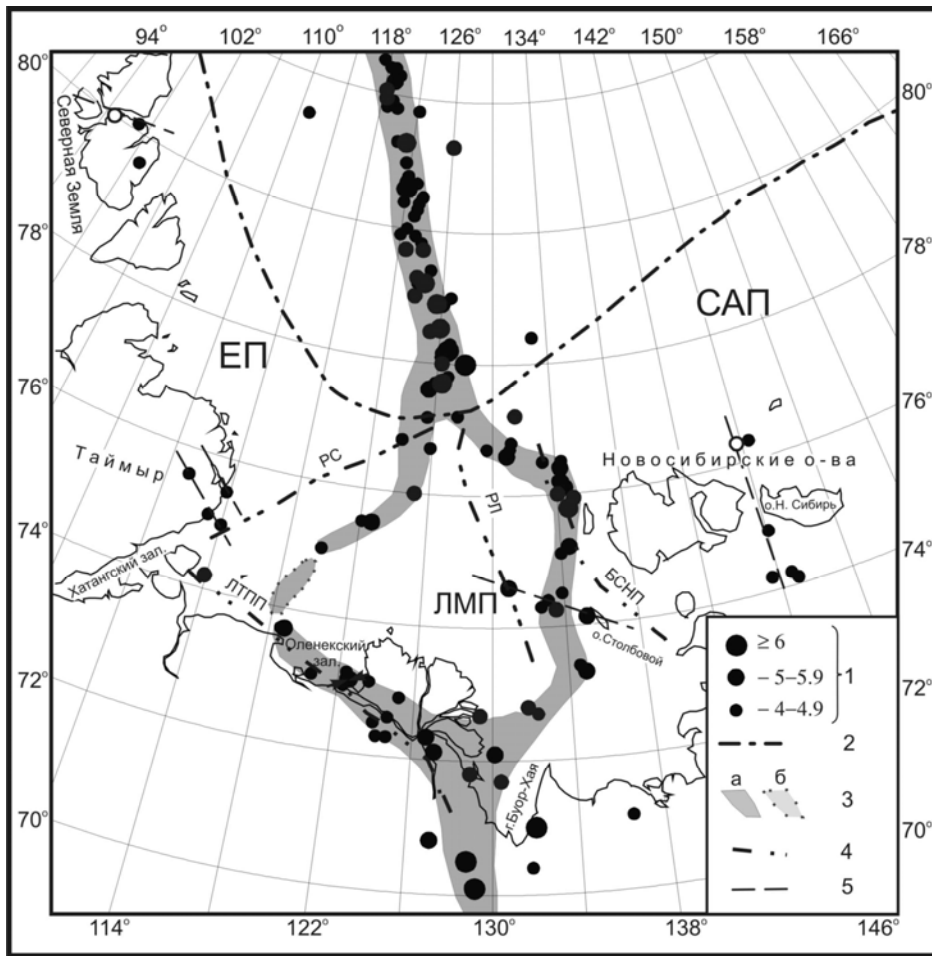 94° 102° 110° 118° 126° 134° 142° 150° 158° 166°
80°
80°
Северная Земля
78°
78°
САП
ЕП
76°
76°
Таймыр
РС
Новосибирские о-ва
РЛ
о.Н. Сибирь
74°
74°
Хатангский зал.
ЛТПП
ЛМП
БСНП
о.Столбовой
Оленекский
зал.
72°
72°
г.Буор-Хая
70°
70°
≥ 6
– 5–5.9
1
– 4–4.9
2
а б
3
4
5
114° 122° 130° 138° 146°